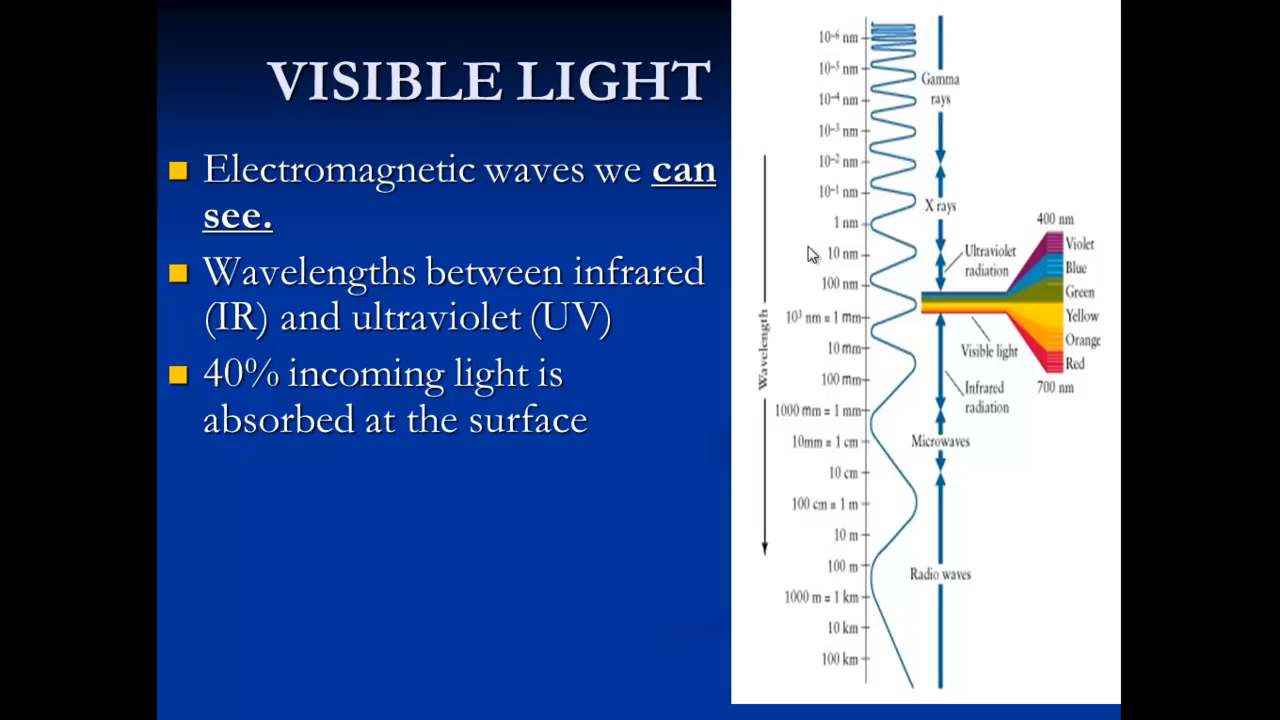 VISIBLE LIGHT
Electromagnetic waves we can
see.
Wavelengths between infrared
(IR) and ultraviolet (UV)
40% incoming light is
absorbed at the surface
Wavelength
10⁻⁶ nm
10⁻⁵ nm
10⁻⁴ nm
10⁻³ nm
10⁻² nm
10⁻¹ nm
1 nm
10 nm
100 nm
10³ nm = 1 mm
10 mm
100 mm
1000 mm = 1 mm
10mm = 1 cm
10 cm
100 cm = 1 m
10 m
100 m
1000 m = 1 km
10 km
100 km
Gamma
rays
X rays
Ultraviolet
radiation
Visible light
Infrared
radiation
Microwaves
Radio waves
400 nm
Violet
Blue
Green
Yellow
Orange
Red
700 nm